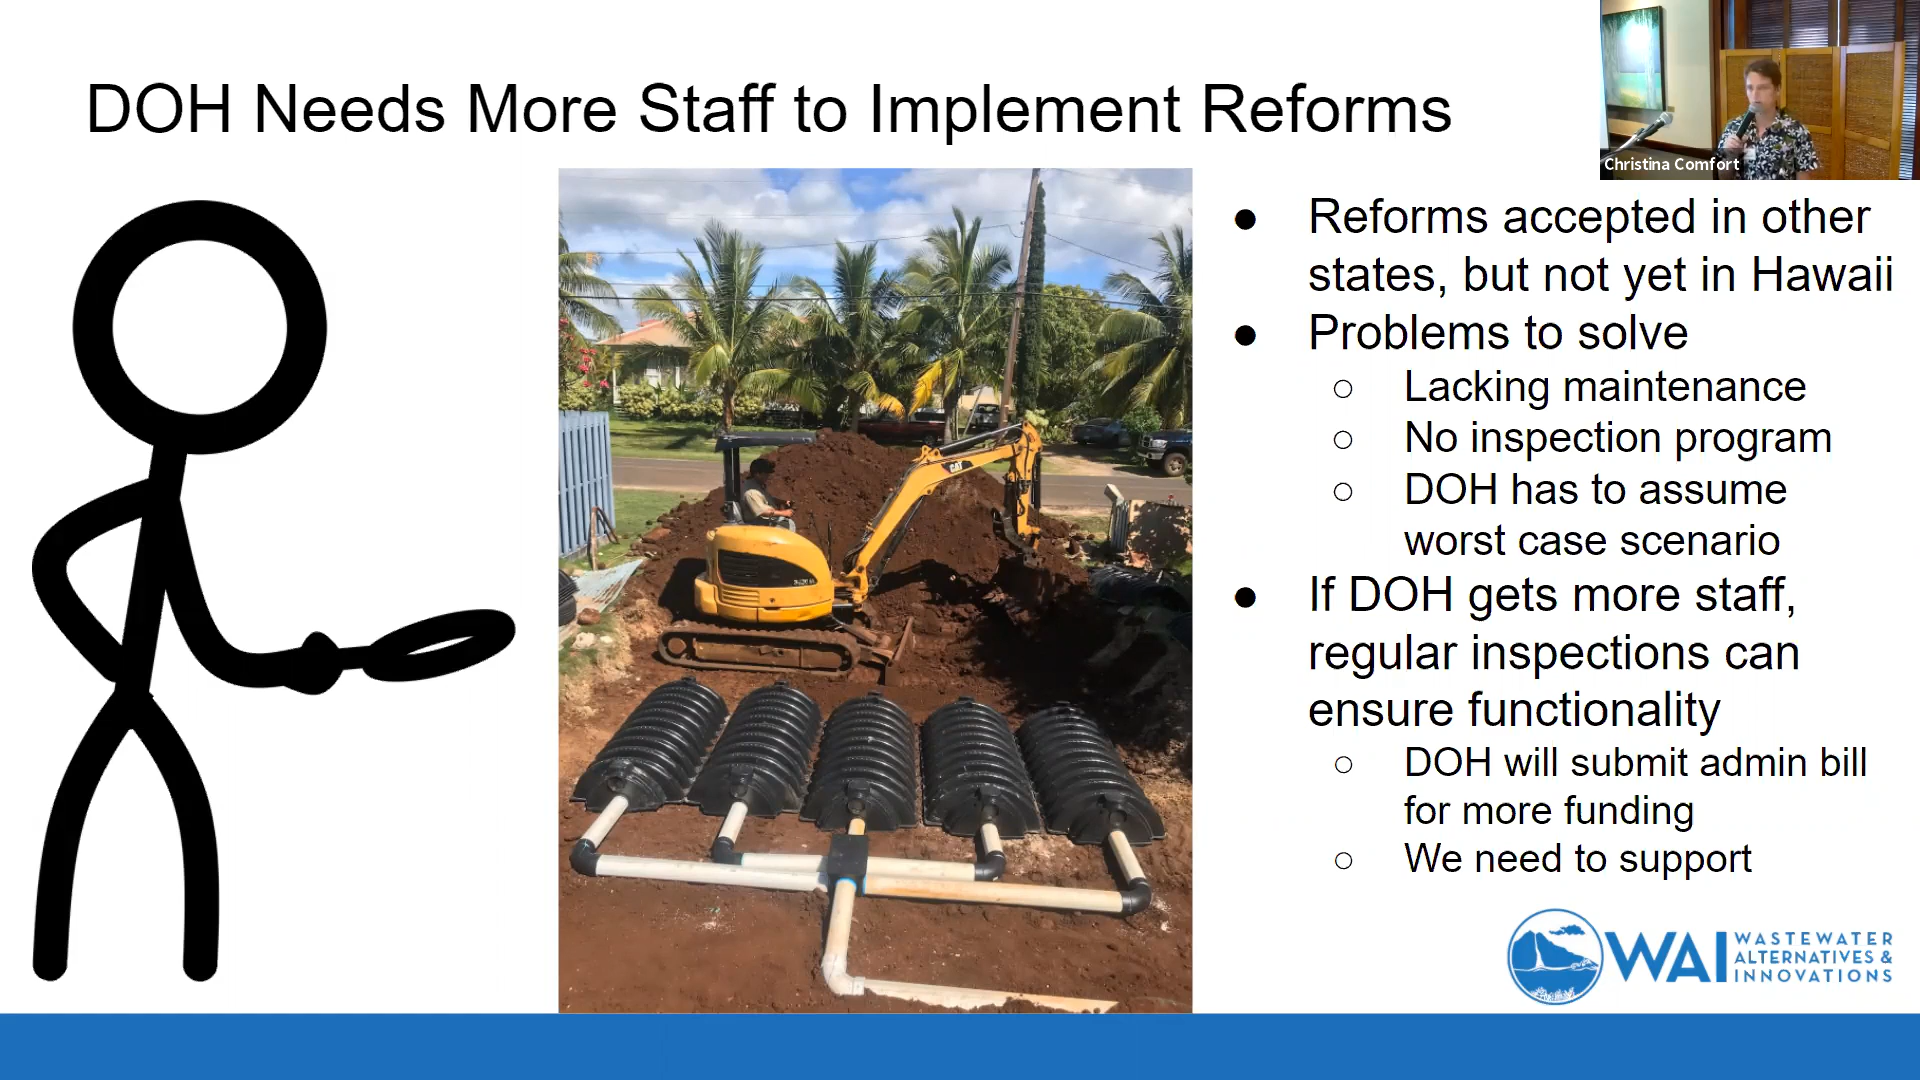 DOH Needs More Staff to Implement Reforms
Christina Comfort
● Reforms accepted in other
states, but not yet in Hawaii
● Problems to solve
○ Lacking maintenance
○ No inspection program
○ DOH has to assume
worst case scenario
● If DOH gets more staff,
regular inspections can
ensure functionality
○ DOH will submit admin bill
for more funding
○ We need to support
CAT
WAI
WASTEWATER
ALTERNATIVES &
INNOVATIONS